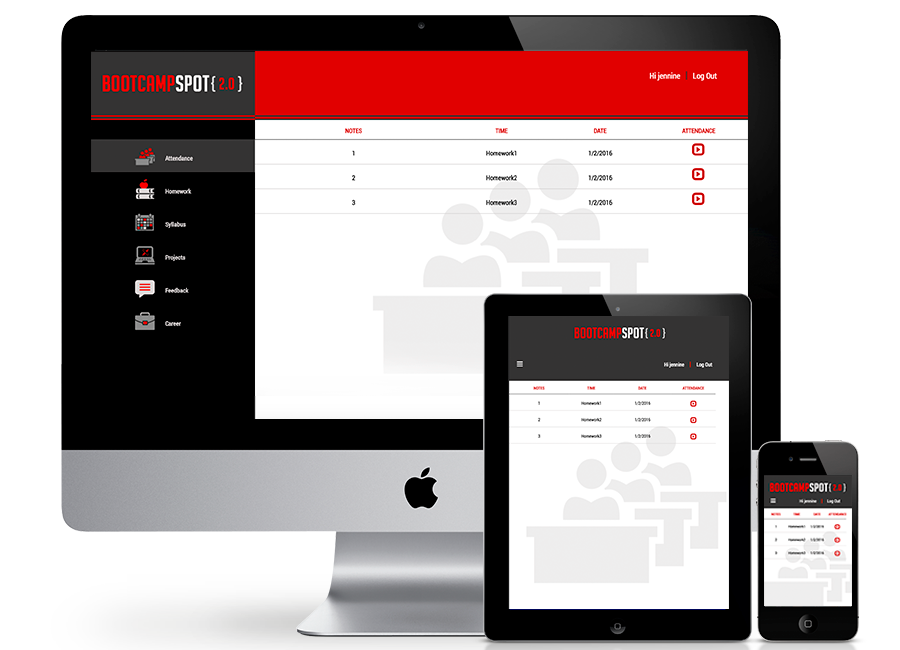 BOOTCAMPSPOT{ 2.0 }
Hi jennine | Log Out
NOTES TIME DATE ATTENDANCE
1 Homework1 1/2/2016
2 Homework2 1/2/2016
3 Homework3 1/2/2016
Attendance
Homework
Syllabus
Projects
Feedback
Career
BOOTCAMPSPOT{ 2.0 }
Hi jennine | Log Out
NOTES TIME DATE ATTENDANCE
1 Homework1 1/2/2016
2 Homework2 1/2/2016
3 Homework3 1/2/2016
BOOTCAMPSPOT{ 2.0 }
Hi jennine | Log Out
NOTES TIME DATE ATTENDANCE
1 Homework1 1/2/2016
2 Homework2 1/2/2016
3 Homework3 1/2/2016